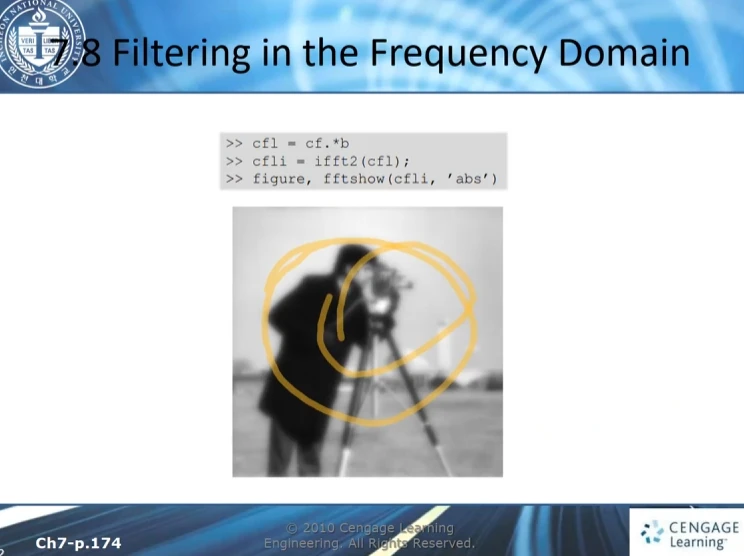 7.8 Filtering in the Frequency Domain
>> cfl = cf.*b
>> cfli = ifft2(cfl);
>> figure, fftshow(cfli, ’abs’)
Ch7-p.174
© 2010 Cengage Learning
Engineering. All Rights Reserved.
CENGAGE
Learning